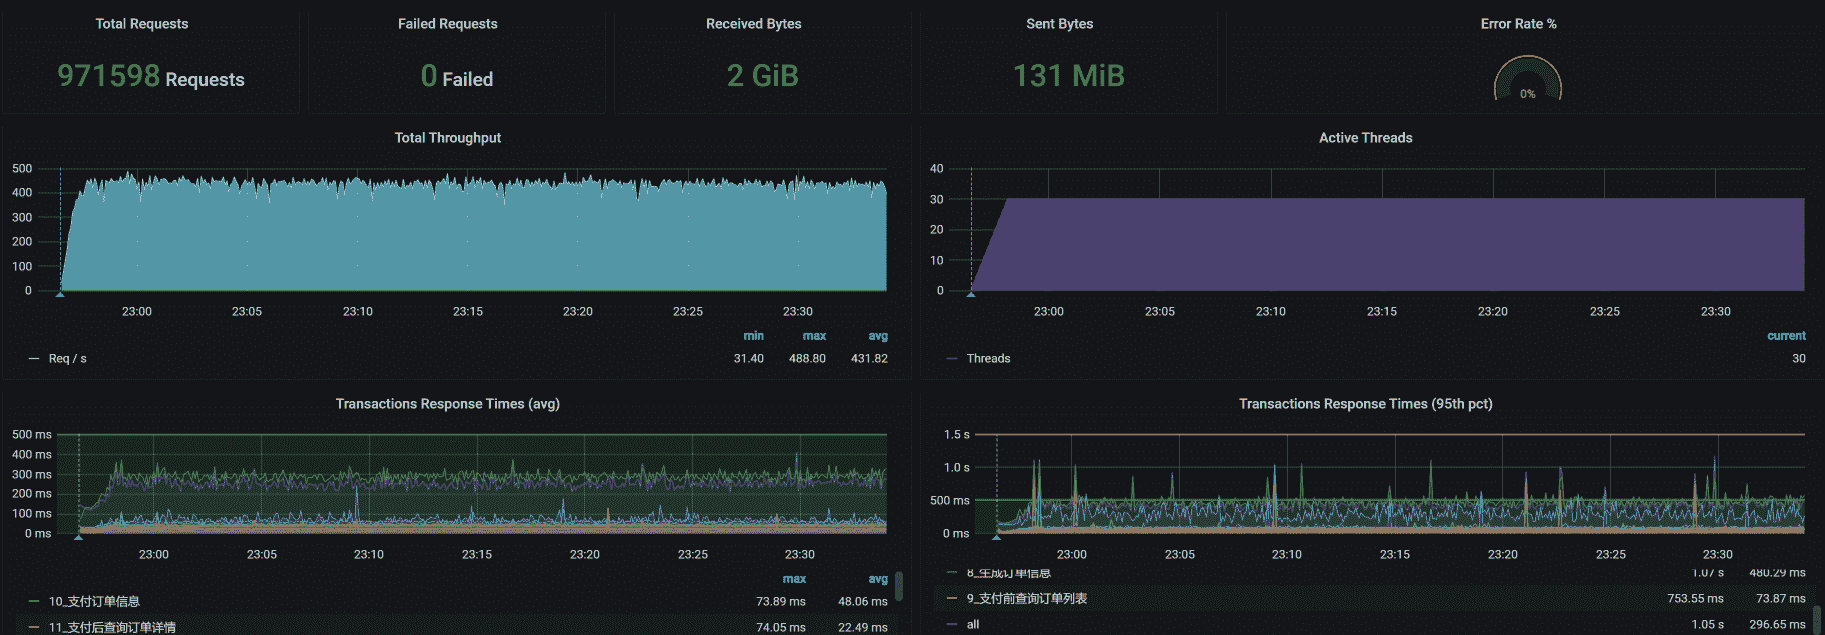 Total Requests
Failed Requests
Received Bytes
Sent Bytes
Error Rate %
971598 Requests
0 Failed
2 GiB
131 MiB
0%
Total Throughput
500
400
300
200
100
0
23:00 23:05 23:10 23:15 23:20 23:25 23:30
min max avg
Req / s 31.40 488.80 431.82
Active Threads
40
30
20
10
0
23:00 23:05 23:10 23:15 23:20 23:25 23:30
current
Threads 30
Transactions Response Times (avg)
500 ms
400 ms
300 ms
200 ms
100 ms
0 ms
23:00 23:05 23:10 23:15 23:20 23:25 23:30
max avg
10_支付订单信息 73.89 ms 48.06 ms
11_支付后查询订单详情 74.05 ms 22.49 ms
Transactions Response Times (95th pct)
1.5 s
1.0 s
500 ms
0 ms
23:00 23:05 23:10 23:15 23:20 23:25 23:30
8_生成订单信息 1.07 s 480.29 ms
9_支付前查询订单列表 753.55 ms 73.87 ms
all 1.05 s 296.65 ms